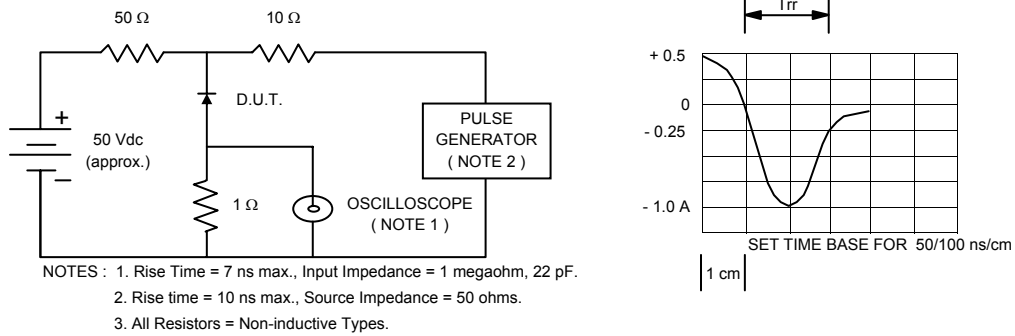 50 Ω
10 Ω
D.U.T.
+
50 Vdc
(approx.)
−
1 Ω
PULSE
GENERATOR
( NOTE 2 )
OSCILLOSCOPE
( NOTE 1 )
NOTES : 1. Rise Time = 7 ns max., Input Impedance = 1 megaohm, 22 pF.
2. Rise time = 10 ns max., Source Impedance = 50 ohms.
3. All Resistors = Non-inductive Types.
Trr
+ 0.5
0
- 0.25
- 1.0 A
SET TIME BASE FOR 50/100 ns/cm
1 cm